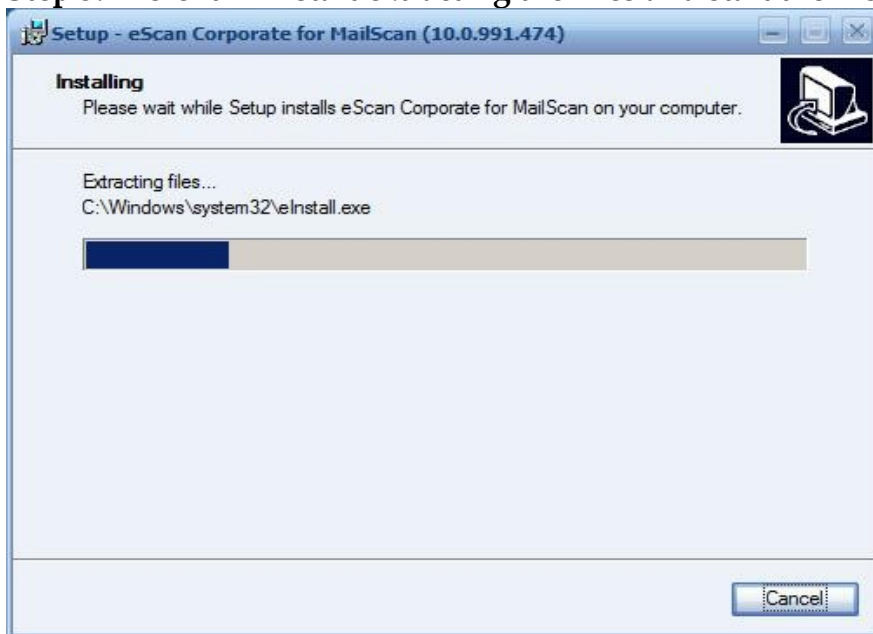 Setup - eScan Corporate for MailScan (10.0.991.474)
Installing
Please wait while Setup installs eScan Corporate for MailScan on your computer.
Extracting files...
C:\Windows\system32\eInstall.exe
Cancel